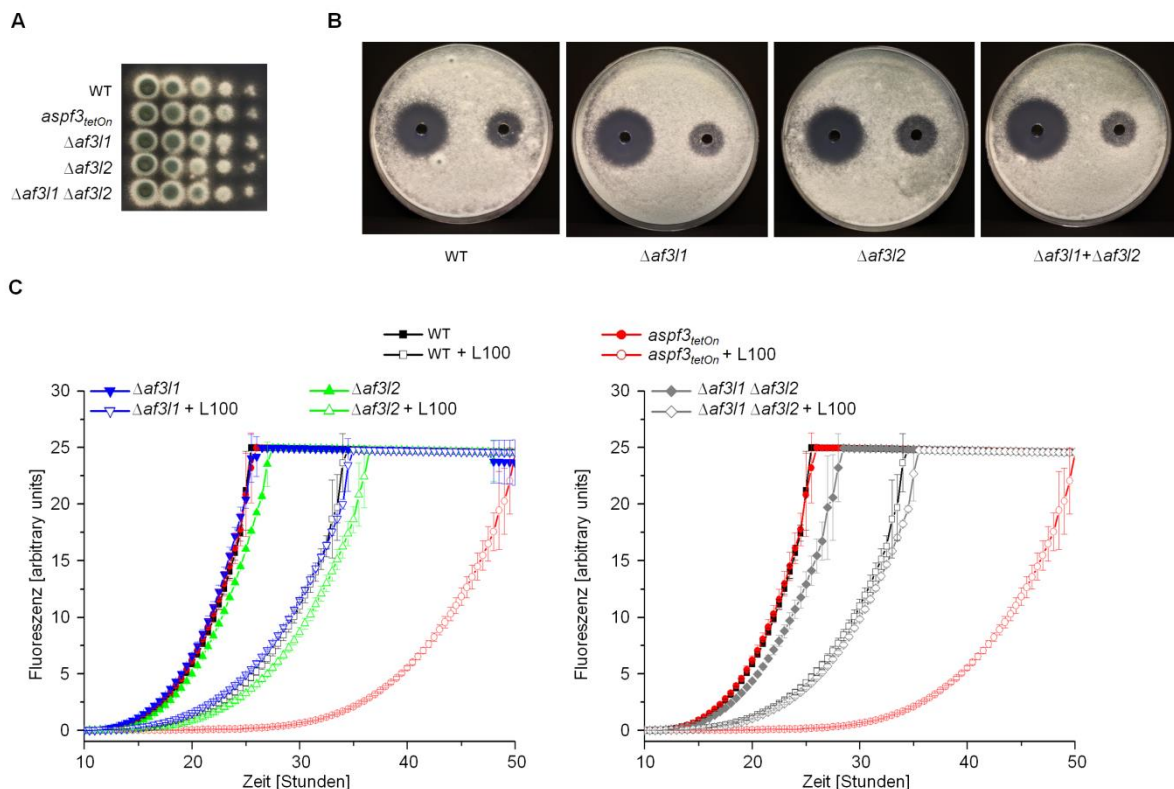 A
WT
aspf3tetOn
Δaf3l1
Δaf3l2
Δaf3l1 Δaf3l2
B
WT
Δaf3l1
Δaf3l2
Δaf3l1+Δaf3l2
C
WT
WT + L100
aspf3tetOn
aspf3tetOn + L100
Δaf3l1
Δaf3l1 + L100
Δaf3l2
Δaf3l2 + L100
Fluoreszenz [arbitrary units]
30
25
20
15
10
5
0
10
20
30
40
50
Zeit [Stunden]
Δaf3l1 Δaf3l2
Δaf3l1 Δaf3l2 + L100
Fluoreszenz [arbitrary units]
30
25
20
15
10
5
0
10
20
30
40
50
Zeit [Stunden]